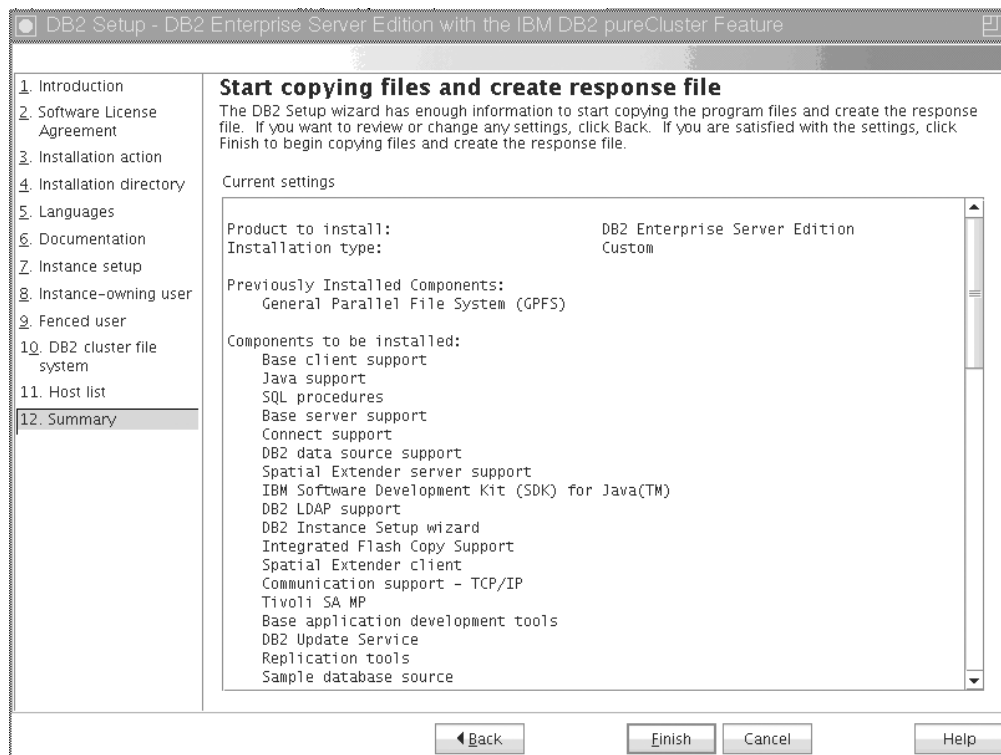 DB2 Setup - DB2 Enterprise Server Edition with the IBM DB2 pureCluster Feature
1. Introduction
2. Software License
Agreement
3. Installation action
4. Installation directory
5. Languages
6. Documentation
7. Instance setup
8. Instance-owning user
9. Fenced user
10. DB2 cluster file
system
11. Host list
12. Summary
Start copying files and create response file
The DB2 Setup wizard has enough information to start copying the program files and create the response
file. If you want to review or change any settings, click Back. If you are satisfied with the settings, click
Finish to begin copying files and create the response file.
Current settings
Product to install: DB2 Enterprise Server Edition
Installation type: Custom
Previously Installed Components:
General Parallel File System (GPFS)
Components to be installed:
Base client support
Java support
SQL procedures
Base server support
Connect support
DB2 data source support
Spatial Extender server support
IBM Software Development Kit (SDK) for Java(TM)
DB2 LDAP support
DB2 Instance Setup wizard
Integrated Flash Copy Support
Spatial Extender client
Communication support - TCP/IP
Tivoli SA MP
Base application development tools
DB2 Update Service
Replication tools
Sample database source
Back
Finish
Cancel
Help